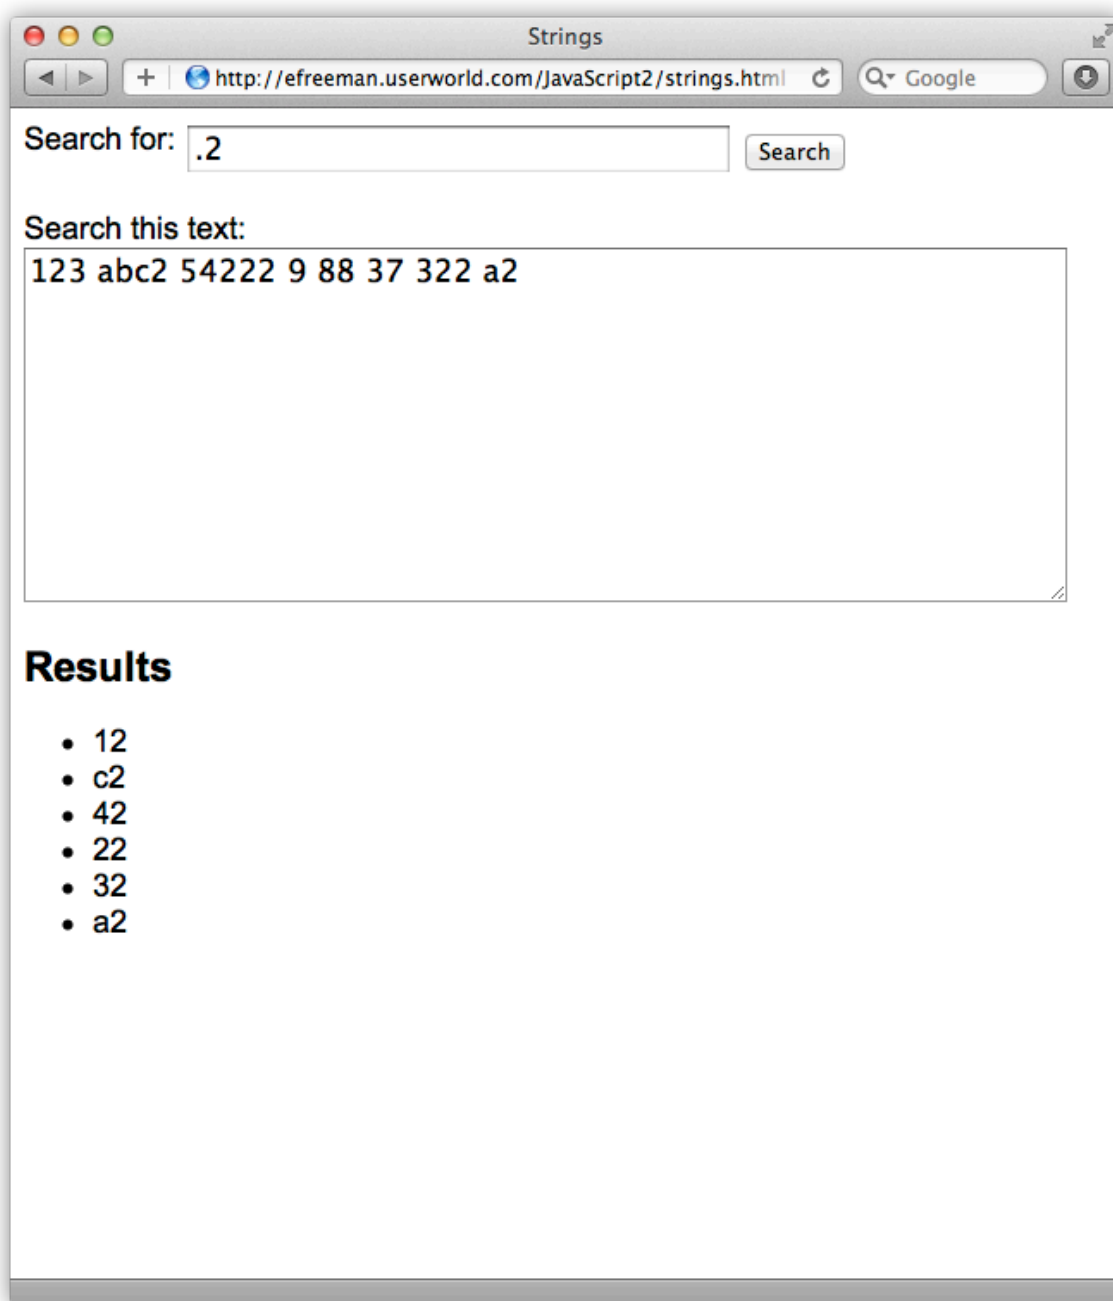 Strings
http://efreeman.userworld.com/JavaScript2/strings.html
Google
Search for: .2 Search
Search this text:
123 abc2 54222 9 88 37 322 a2
Results
• 12
• c2
• 42
• 22
• 32
• a2